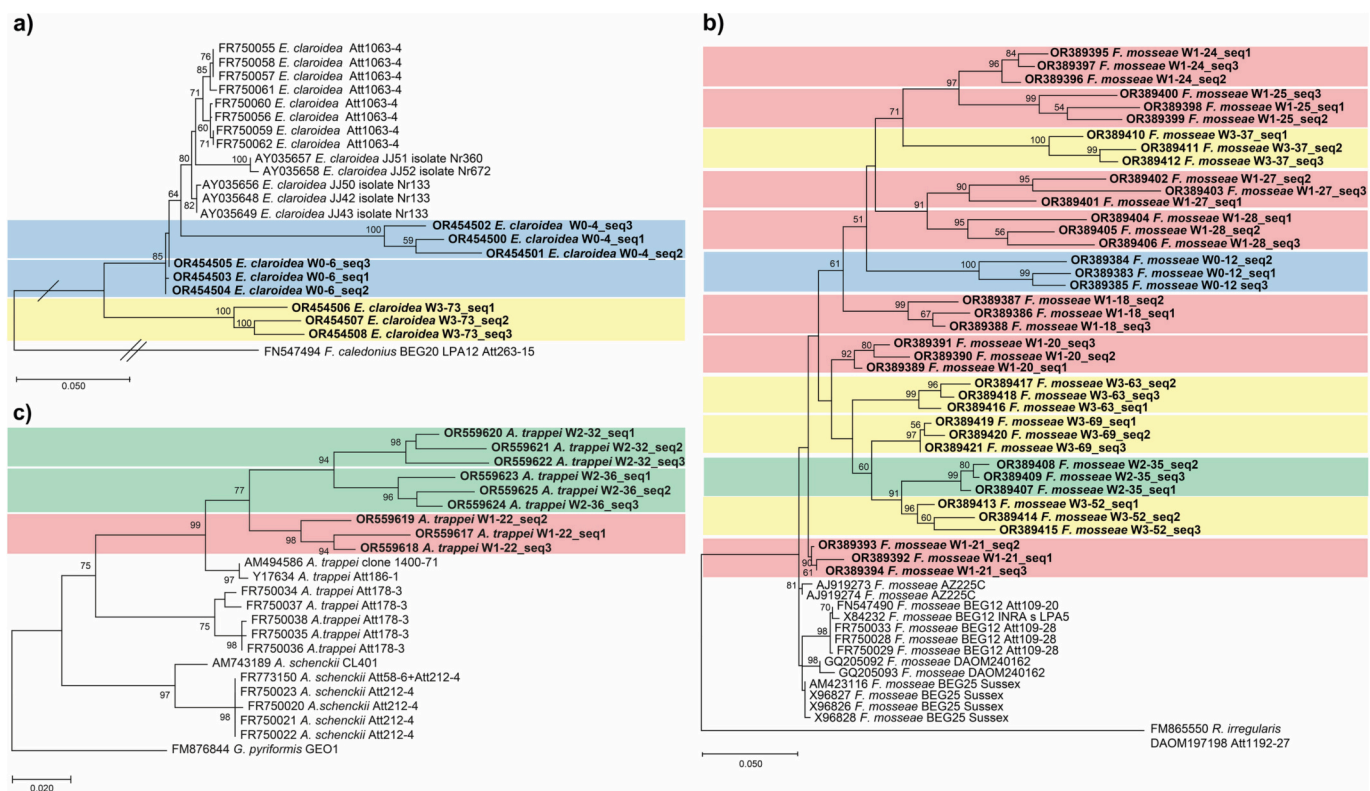 a)
76
FR750055 E. claroidea Att1063-4
85
FR750058 E. claroidea Att1063-4
FR750057 E. claroidea Att1063-4
71
FR750061 E. claroidea Att1063-4
FR750060 E. claroidea Att1063-4
FR750056 E. claroidea Att1063-4
60
FR750059 E. claroidea Att1063-4
71
FR750062 E. claroidea Att1063-4
80
100
AY035657 E. claroidea JJ51 isolate Nr360
AY035658 E. claroidea JJ52 isolate Nr672
64
AY035656 E. claroidea JJ50 isolate Nr133
AY035648 E. claroidea JJ42 isolate Nr133
82
AY035649 E. claroidea JJ43 isolate Nr133
100
OR454502 E. claroidea W0-4_seq3
59
OR454500 E. claroidea W0-4_seq1
OR454501 E. claroidea W0-4_seq2
85
OR454505 E. claroidea W0-6_seq3
OR454503 E. claroidea W0-6_seq1
OR454504 E. claroidea W0-6_seq2
100
OR454506 E. claroidea W3-73_seq1
100
OR454507 E. claroidea W3-73_seq2
OR454508 E. claroidea W3-73_seq3
FN547494 F. caledonius BEG20 LPA12 Att263-15
0.050
b)
84
OR389395 F. mosseae W1-24_seq1
96
OR389397 F. mosseae W1-24_seq3
97
OR389396 F. mosseae W1-24_seq2
99
OR389400 F. mosseae W1-25_seq3
54
OR389398 F. mosseae W1-25_seq1
71
OR389399 F. mosseae W1-25_seq2
100
OR389410 F. mosseae W3-37_seq1
99
OR389411 F. mosseae W3-37_seq2
OR389412 F. mosseae W3-37_seq3
95
OR389402 F. mosseae W1-27_seq2
90
OR389403 F. mosseae W1-27_seq3
91
OR389401 F. mosseae W1-27_seq1
95
OR389404 F. mosseae W1-28_seq1
56
OR389405 F. mosseae W1-28_seq2
51
OR389406 F. mosseae W1-28_seq3
61
100
OR389384 F. mosseae W0-12_seq2
99
OR389383 F. mosseae W0-12_seq1
OR389385 F. mosseae W0-12 seq3
99
OR389387 F. mosseae W1-18_seq2
67
OR389386 F. mosseae W1-18_seq1
OR389388 F. mosseae W1-18_seq3
80
OR389391 F. mosseae W1-20_seq3
92
OR389390 F. mosseae W1-20_seq2
OR389389 F. mosseae W1-20_seq1
96
OR389417 F. mosseae W3-63_seq2
99
OR389418 F. mosseae W3-63_seq3
OR389416 F. mosseae W3-63_seq1
56
OR389419 F. mosseae W3-69_seq1
97
OR389420 F. mosseae W3-69_seq2
OR389421 F. mosseae W3-69_seq3
60
80
OR389408 F. mosseae W2-35_seq2
99
OR389409 F. mosseae W2-35_seq3
OR389407 F. mosseae W2-35_seq1
91
96
OR389413 F. mosseae W3-52_seq1
60
OR389414 F. mosseae W3-52_seq2
OR389415 F. mosseae W3-52_seq3
OR389393 F. mosseae W1-21_seq2
90
OR389392 F. mosseae W1-21_seq1
61
OR389394 F. mosseae W1-21_seq3
81
AJ919273 F. mosseae AZ225C
AJ919274 F. mosseae AZ225C
70
FN547490 F. mosseae BEG12 Att109-20
X84232 F. mosseae BEG12 INRA s LPA5
FR750033 F. mosseae BEG12 Att109-28
98
FR750028 F. mosseae BEG12 Att109-28
FR750029 F. mosseae BEG12 Att109-28
98
GQ205092 F. mosseae DAOM240162
GQ205093 F. mosseae DAOM240162
AM423116 F. mosseae BEG25 Sussex
X96827 F. mosseae BEG25 Sussex
X96826 F. mosseae BEG25 Sussex
X96828 F. mosseae BEG25 Sussex
FM865550 R. irregularis
DAOM197198 Att1192-27
0.050
c)
98
OR559620 A. trappei W2-32_seq1
OR559621 A. trappei W2-32_seq2
94
OR559622 A. trappei W2-32_seq3
OR559623 A. trappei W2-36_seq1
77
96
OR559625 A. trappei W2-36_seq2
OR559624 A. trappei W2-36_seq3
99
98
OR559619 A. trappei W1-22_seq2
OR559617 A. trappei W1-22_seq1
94
OR559618 A. trappei W1-22_seq3
75
AM494586 A. trappei clone 1400-71
97
Y17634 A. trappei Att186-1
FR750034 A.trappei Att178-3
FR750037 A. trappei Att178-3
75
FR750038 A. trappei Att178-3
FR750035 A. trappei Att178-3
98
FR750036 A.trappei Att178-3
AM743189 A. schenckii CL401
97
FR773150 A. schenckii Att58-6+Att212-4
FR750023 A. schenckii Att212-4
FR750020 A.schenckii Att212-4
98
FR750021 A. schenckii Att212-4
FR750022 A. schenckii Att212-4
FM876844 G. pyriformis GEO1
0.020